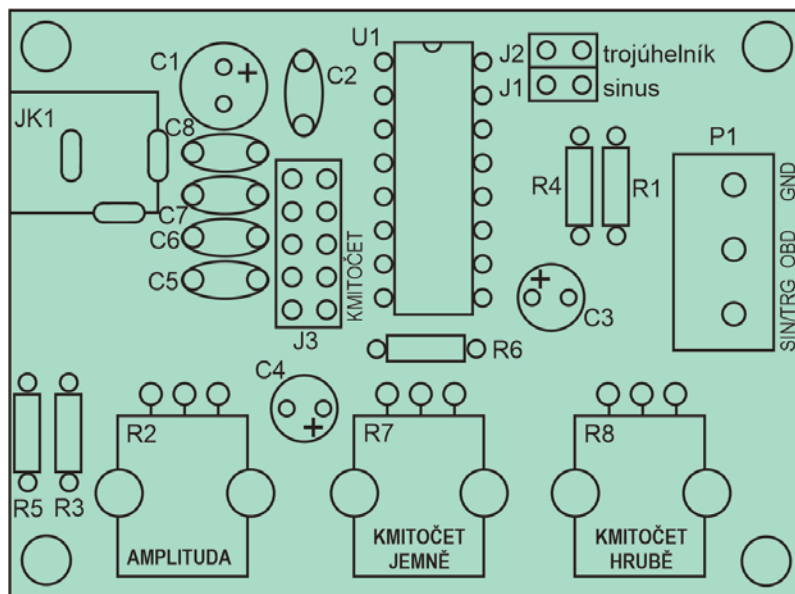 U1
J2 trojúhelník
J1 sinus
C1
+
C2
JK1
C8
P1
R4
R1
GND
C7
C6
OBD
C5
KMITOČET
SIN/TRG
+
C3
J3
R6
C4
+
R2
R7
R8
R5
R3
AMPLITUDA
KMITOČET
JEMNĚ
KMITOČET
HRUBĚ